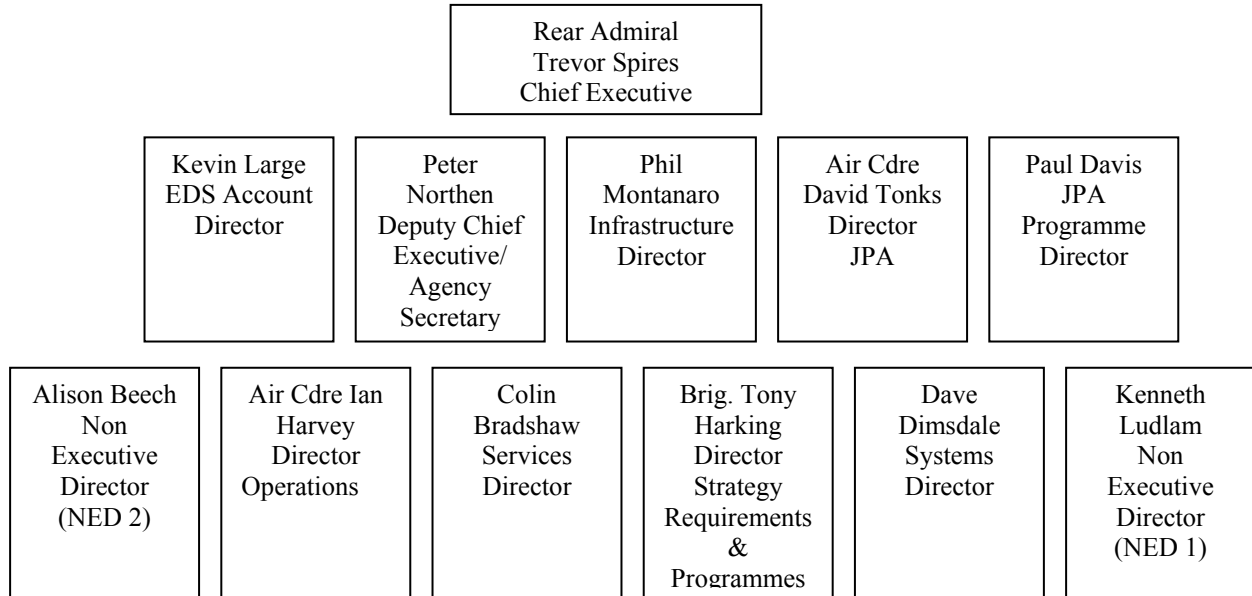 Rear Admiral
Trevor Spires
Chief Executive
Kevin Large
EDS Account
Director
Peter
Northen
Deputy Chief
Executive/
Agency
Secretary
Phil
Montanaro
Infrastructure
Director
Air Cdre
David Tonks
Director
JPA
Paul Davis
JPA
Programme
Director
Alison Beech
Non
Executive
Director
(NED 2)
Air Cdre Ian
Harvey
Director
Operations
Colin
Bradshaw
Services
Director
Brig. Tony
Harking
Director
Strategy
Requirements
&
Programmes
Dave
Dimsdale
Systems
Director
Kenneth
Ludlam
Non
Executive
Director
(NED 1)